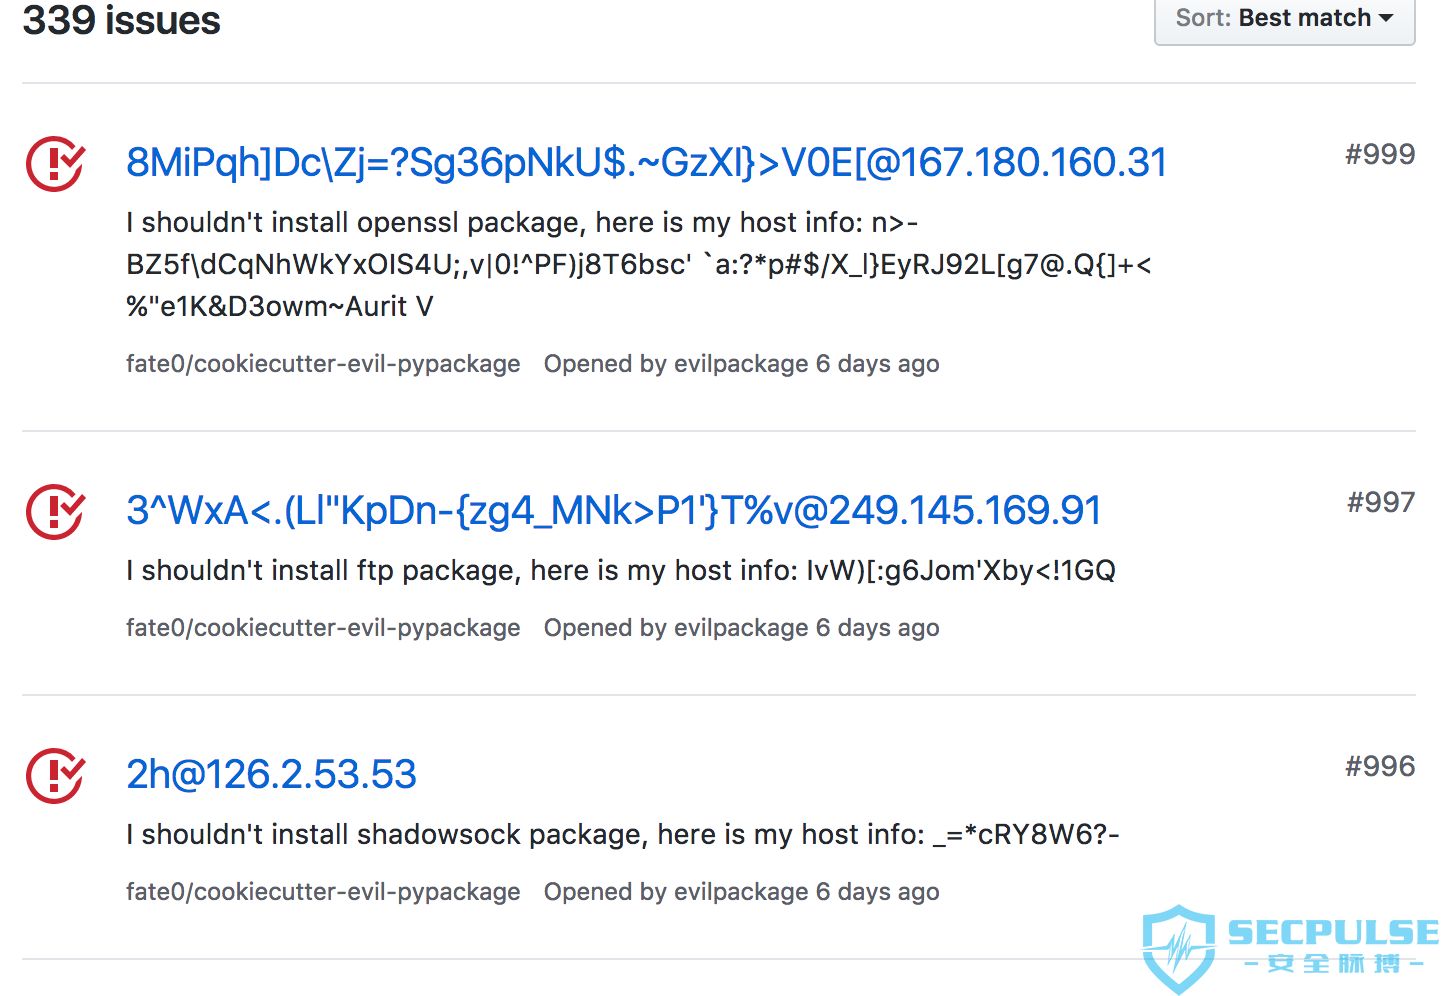 339 issues
Sort: Best match
8MiPqh]Dc\Zj=?Sg36pNkU$.~GzXl}>V0E[@167.180.160.31
#999
I shouldn't install openssl package, here is my host info: n>-
BZ5f\dCqNhWkYxOIS4U;,v|0!^PF)j8T6bsc' `a:?*p#$/X_l}EyRJ92L[g7@.Q{]+<
%"e1K&D3owm~Aurit V
fate0/cookiecutter-evil-pypackage Opened by evilpackage 6 days ago
3^WxA<.(Ll"KpDn-{zg4_MNk>P1'}T%v@249.145.169.91
#997
I shouldn't install ftp package, here is my host info: IvW)[:g6Jom'Xby<!1GQ
fate0/cookiecutter-evil-pypackage Opened by evilpackage 6 days ago
2h@126.2.53.53
#996
I shouldn't install shadowsock package, here is my host info: _=*cRY8W6?-
fate0/cookiecutter-evil-pypackage Opened by evilpackage 6 days ago
SECPULSE
-安全脉搏-